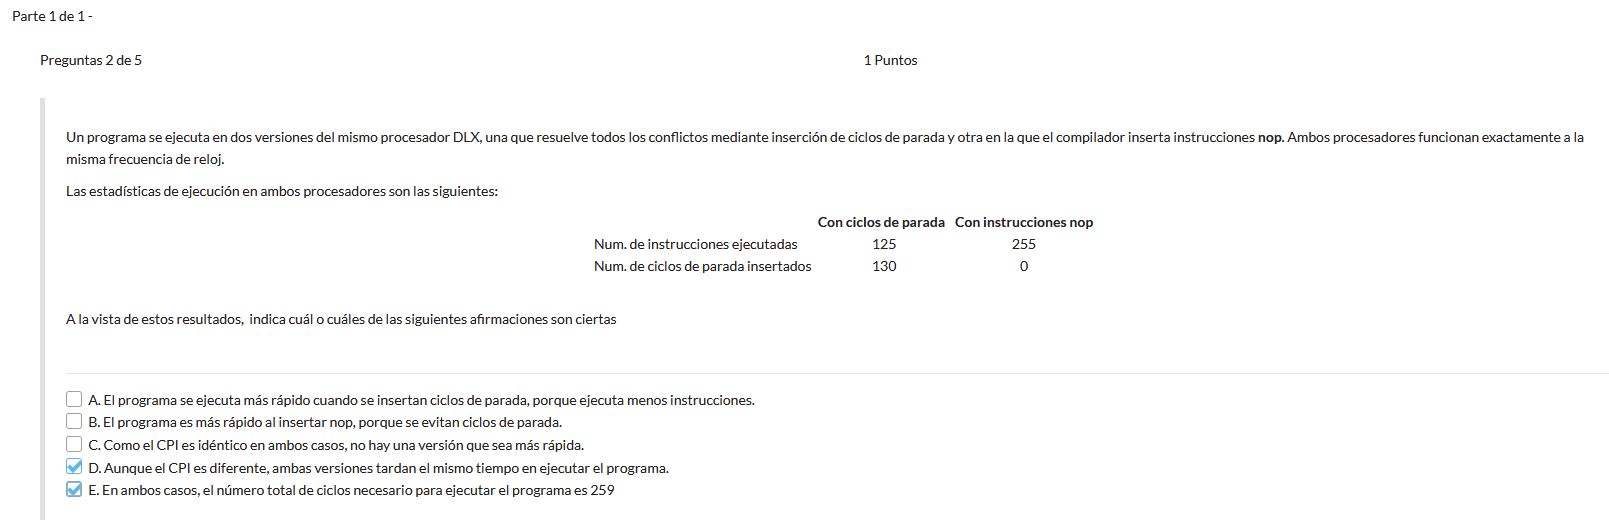 Parte 1 de 1 -
Preguntas 2 de 5 1 Puntos
Un programa se ejecuta en dos versiones del mismo procesador DLX, una que resuelve todos los conflictos mediante inserción de ciclos de parada y otra en la que el compilador inserta instrucciones nop. Ambos procesadores funcionan exactamente a la
misma frecuencia de reloj.
Las estadísticas de ejecución en ambos procesadores son las siguientes:
Con ciclos de parada Con instrucciones nop
Num. de instrucciones ejecutadas 125 255
Num. de ciclos de parada insertados 130 0
A la vista de estos resultados, indica cuál o cuáles de las siguientes afirmaciones son ciertas
A. El programa se ejecuta más rápido cuando se insertan ciclos de parada, porque ejecuta menos instrucciones.
B. El programa es más rápido al insertar nop, porque se evitan ciclos de parada.
C. Como el CPI es idéntico en ambos casos, no hay una versión que sea más rápida.
D. Aunque el CPI es diferente, ambas versiones tardan el mismo tiempo en ejecutar el programa.
E. En ambos casos, el número total de ciclos necesario para ejecutar el programa es 259